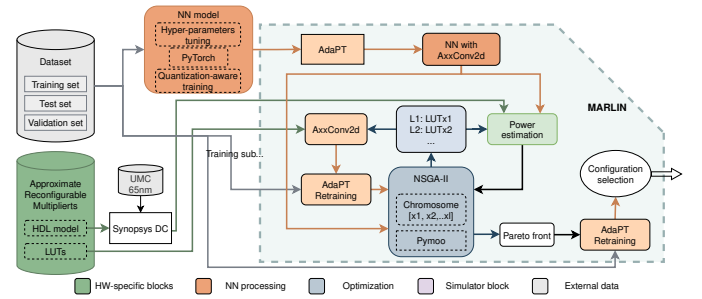 Dataset
Training set
Test set
Validation set
NN model
Hyper-parameters
tuning
PyTorch
Quantization-aware
training
AdaPT
NN with
AxxConv2d
MARLIN
AxxConv2d
L1: LUTx1
L2: LUTx2
...
Power
estimation
Training sub...
AdaPT
Retraining
NSGA-II
Chromosome
[x1, x2,..xl]
Pymoo
Configuration
selection
Pareto front
AdaPT
Retraining
Approximate
Reconfigurable
Multiplierts
HDL model
LUTs
UMC
65nm
Synopsys DC
HW-specific blocks
NN processing
Optimization
Simulator block
External data